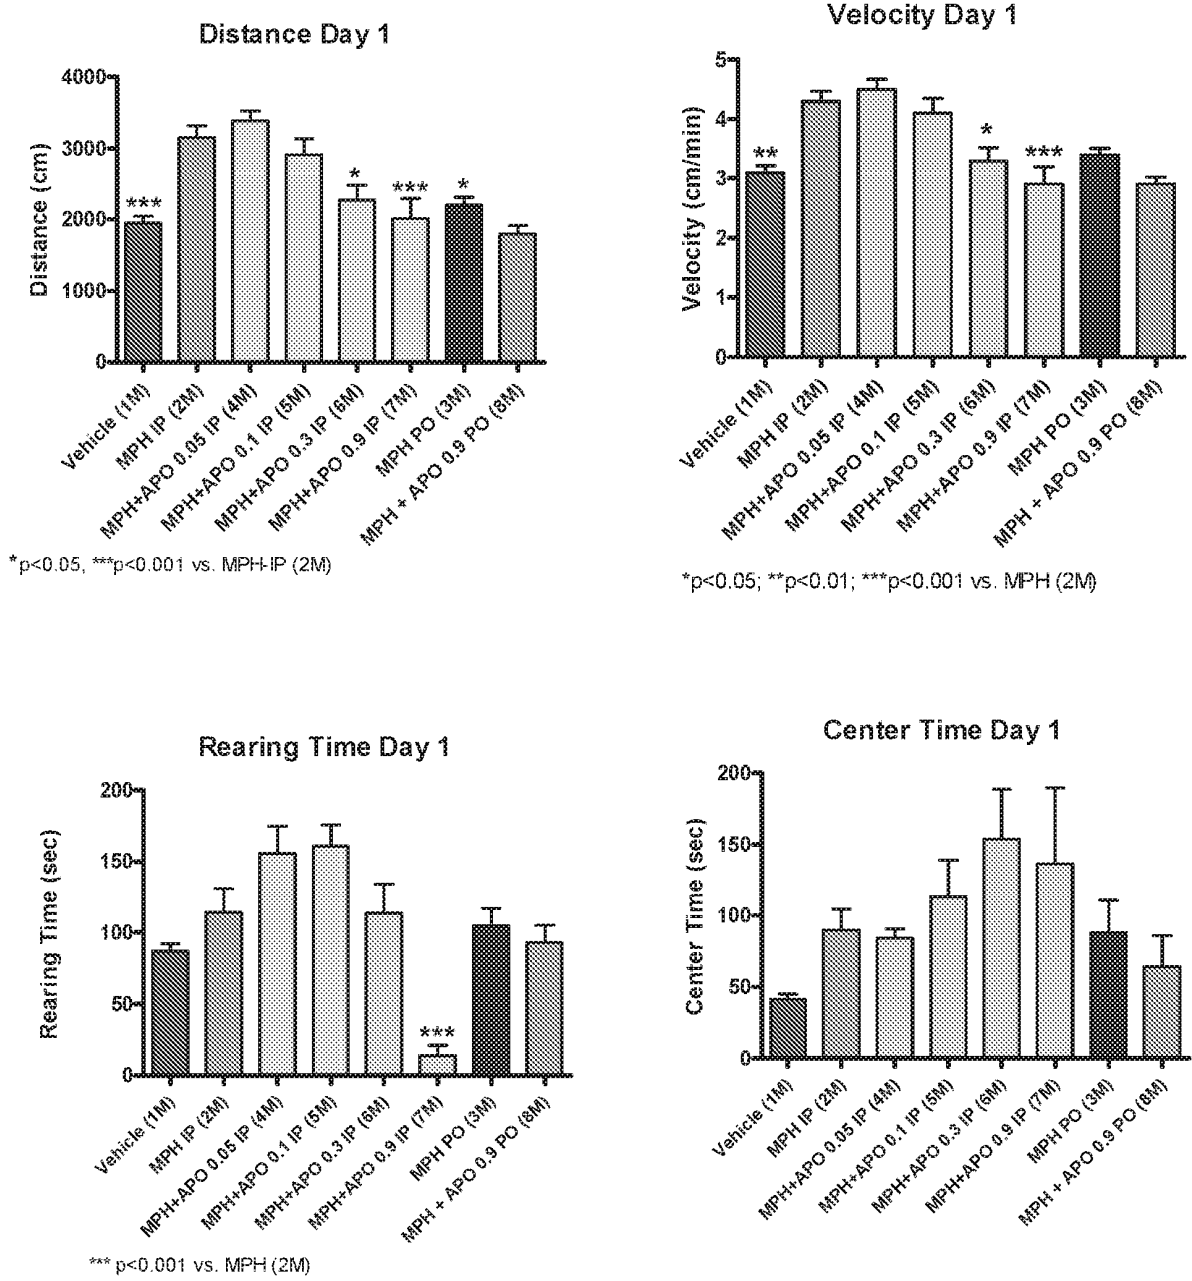 Distance Day 1
Distance (cm)
4000
3000
2000
1000
0
***
*
***
*
Vehicle (1M)
MPH IP (2M)
MPH+APO 0.05 IP (4M)
MPH+APO 0.1 IP (5M)
MPH+APO 0.3 IP (6M)
MPH+APO 0.9 IP (7M)
MPH PO (3M)
MPH + APO 0.9 PO (8M)
*p<0.05, ***p<0.001 vs. MPH-IP (2M)
Velocity Day 1
Velocity (cm/min)
5
4
3
2
1
0
**
*
***
Vehicle (1M)
MPH IP (2M)
MPH+APO 0.05 IP (4M)
MPH+APO 0.1 IP (5M)
MPH+APO 0.3 IP (6M)
MPH+APO 0.9 IP (7M)
MPH PO (3M)
MPH + APO 0.9 PO (8M)
*p<0.05; **p<0.01; ***p<0.001 vs. MPH (2M)
Rearing Time Day 1
Rearing Time (sec)
200
150
100
50
0
***
Vehicle (1M)
MPH IP (2M)
MPH+APO 0.05 IP (4M)
MPH+APO 0.1 IP (5M)
MPH+APO 0.3 IP (6M)
MPH+APO 0.9 IP (7M)
MPH PO (3M)
MPH + APO 0.9 PO (8M)
*** p<0.001 vs. MPH (2M)
Center Time Day 1
Center Time (sec)
200
150
100
50
0
Vehicle (1M)
MPH IP (2M)
MPH+APO 0.05 IP (4M)
MPH+APO 0.1 IP (5M)
MPH+APO 0.3 IP (6M)
MPH+APO 0.9 IP (7M)
MPH PO (3M)
MPH + APO 0.9 PO (8M)